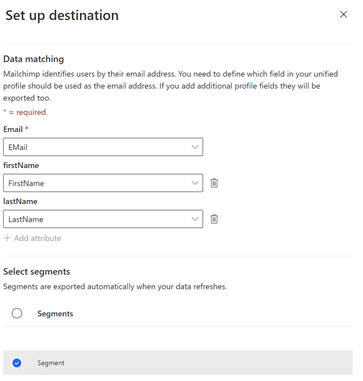 Set up destination
Data matching
Mailchimp identifies users by their email address. You need to define which field in your unified
profile should be used as the email address. If you add additional profile fields they will be
exported too.
* = required.
Email *
EMail
firstName
FirstName
lastName
LastName
+ Add attribute
Select segments
Segments are exported automatically when your data refreshes.
Segments
Segment